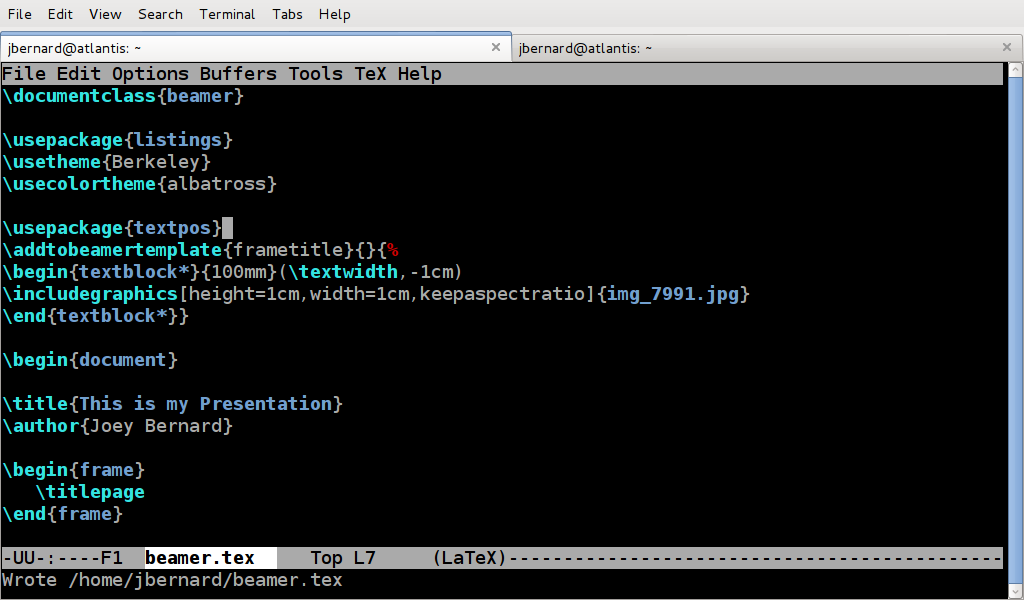 File Edit View Search Terminal Tabs Help
jbernard@atlantis: ~ × jbernard@atlantis: ~ ×
File Edit Options Buffers Tools TeX Help
\documentclass{beamer}

\usepackage{listings}
\usetheme{Berkeley}
\usecolortheme{albatross}

\usepackage{textpos}
\addtobeamertemplate{frametitle}{}{%
\begin{textblock*}{100mm}(\textwidth,-1cm)
\includegraphics[height=1cm,width=1cm,keepaspectratio]{img_7991.jpg}
\end{textblock*}}

\begin{document}

\title{This is my Presentation}
\author{Joey Bernard}

\begin{frame}
   \titlepage
\end{frame}

-UU-:----F1  beamer.tex     Top L7     (LaTeX)---------------------------------------------
Wrote /home/jbernard/beamer.tex